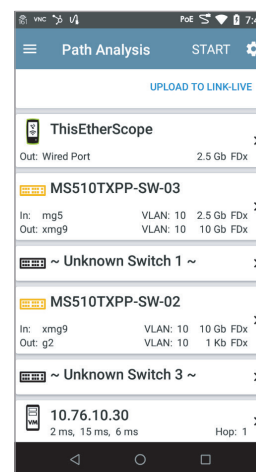 VNC PoE 7:4
Path Analysis START
UPLOAD TO LINK-LIVE
ThisEtherScope
Out: Wired Port 2.5 Gb FDx
MS510TXPP-SW-03
In: mg5 VLAN: 10 2.5 Gb FDx
Out: xmg9 VLAN: 10 10 Gb FDx
~ Unknown Switch 1 ~
MS510TXPP-SW-02
In: xmg9 VLAN: 10 10 Gb FDx
Out: g2 VLAN: 10 1 Kb FDx
~ Unknown Switch 3 ~
VM 10.76.10.30
2 ms, 15 ms, 6 ms Hop: 1